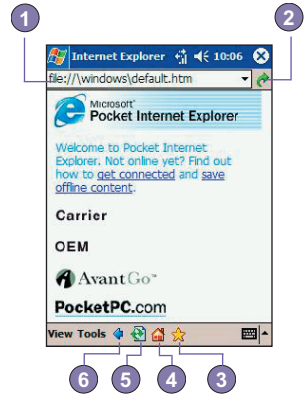 1
2
Internet Explorer 10:06
file://\windows\default.htm
Microsoft®
Pocket Internet Explorer
Welcome to Pocket Internet
Explorer. Not online yet? Find out
how to get connected and save
offline content.
Carrier
OEM
AvantGo™
PocketPC.com
View Tools
6
5
4
3